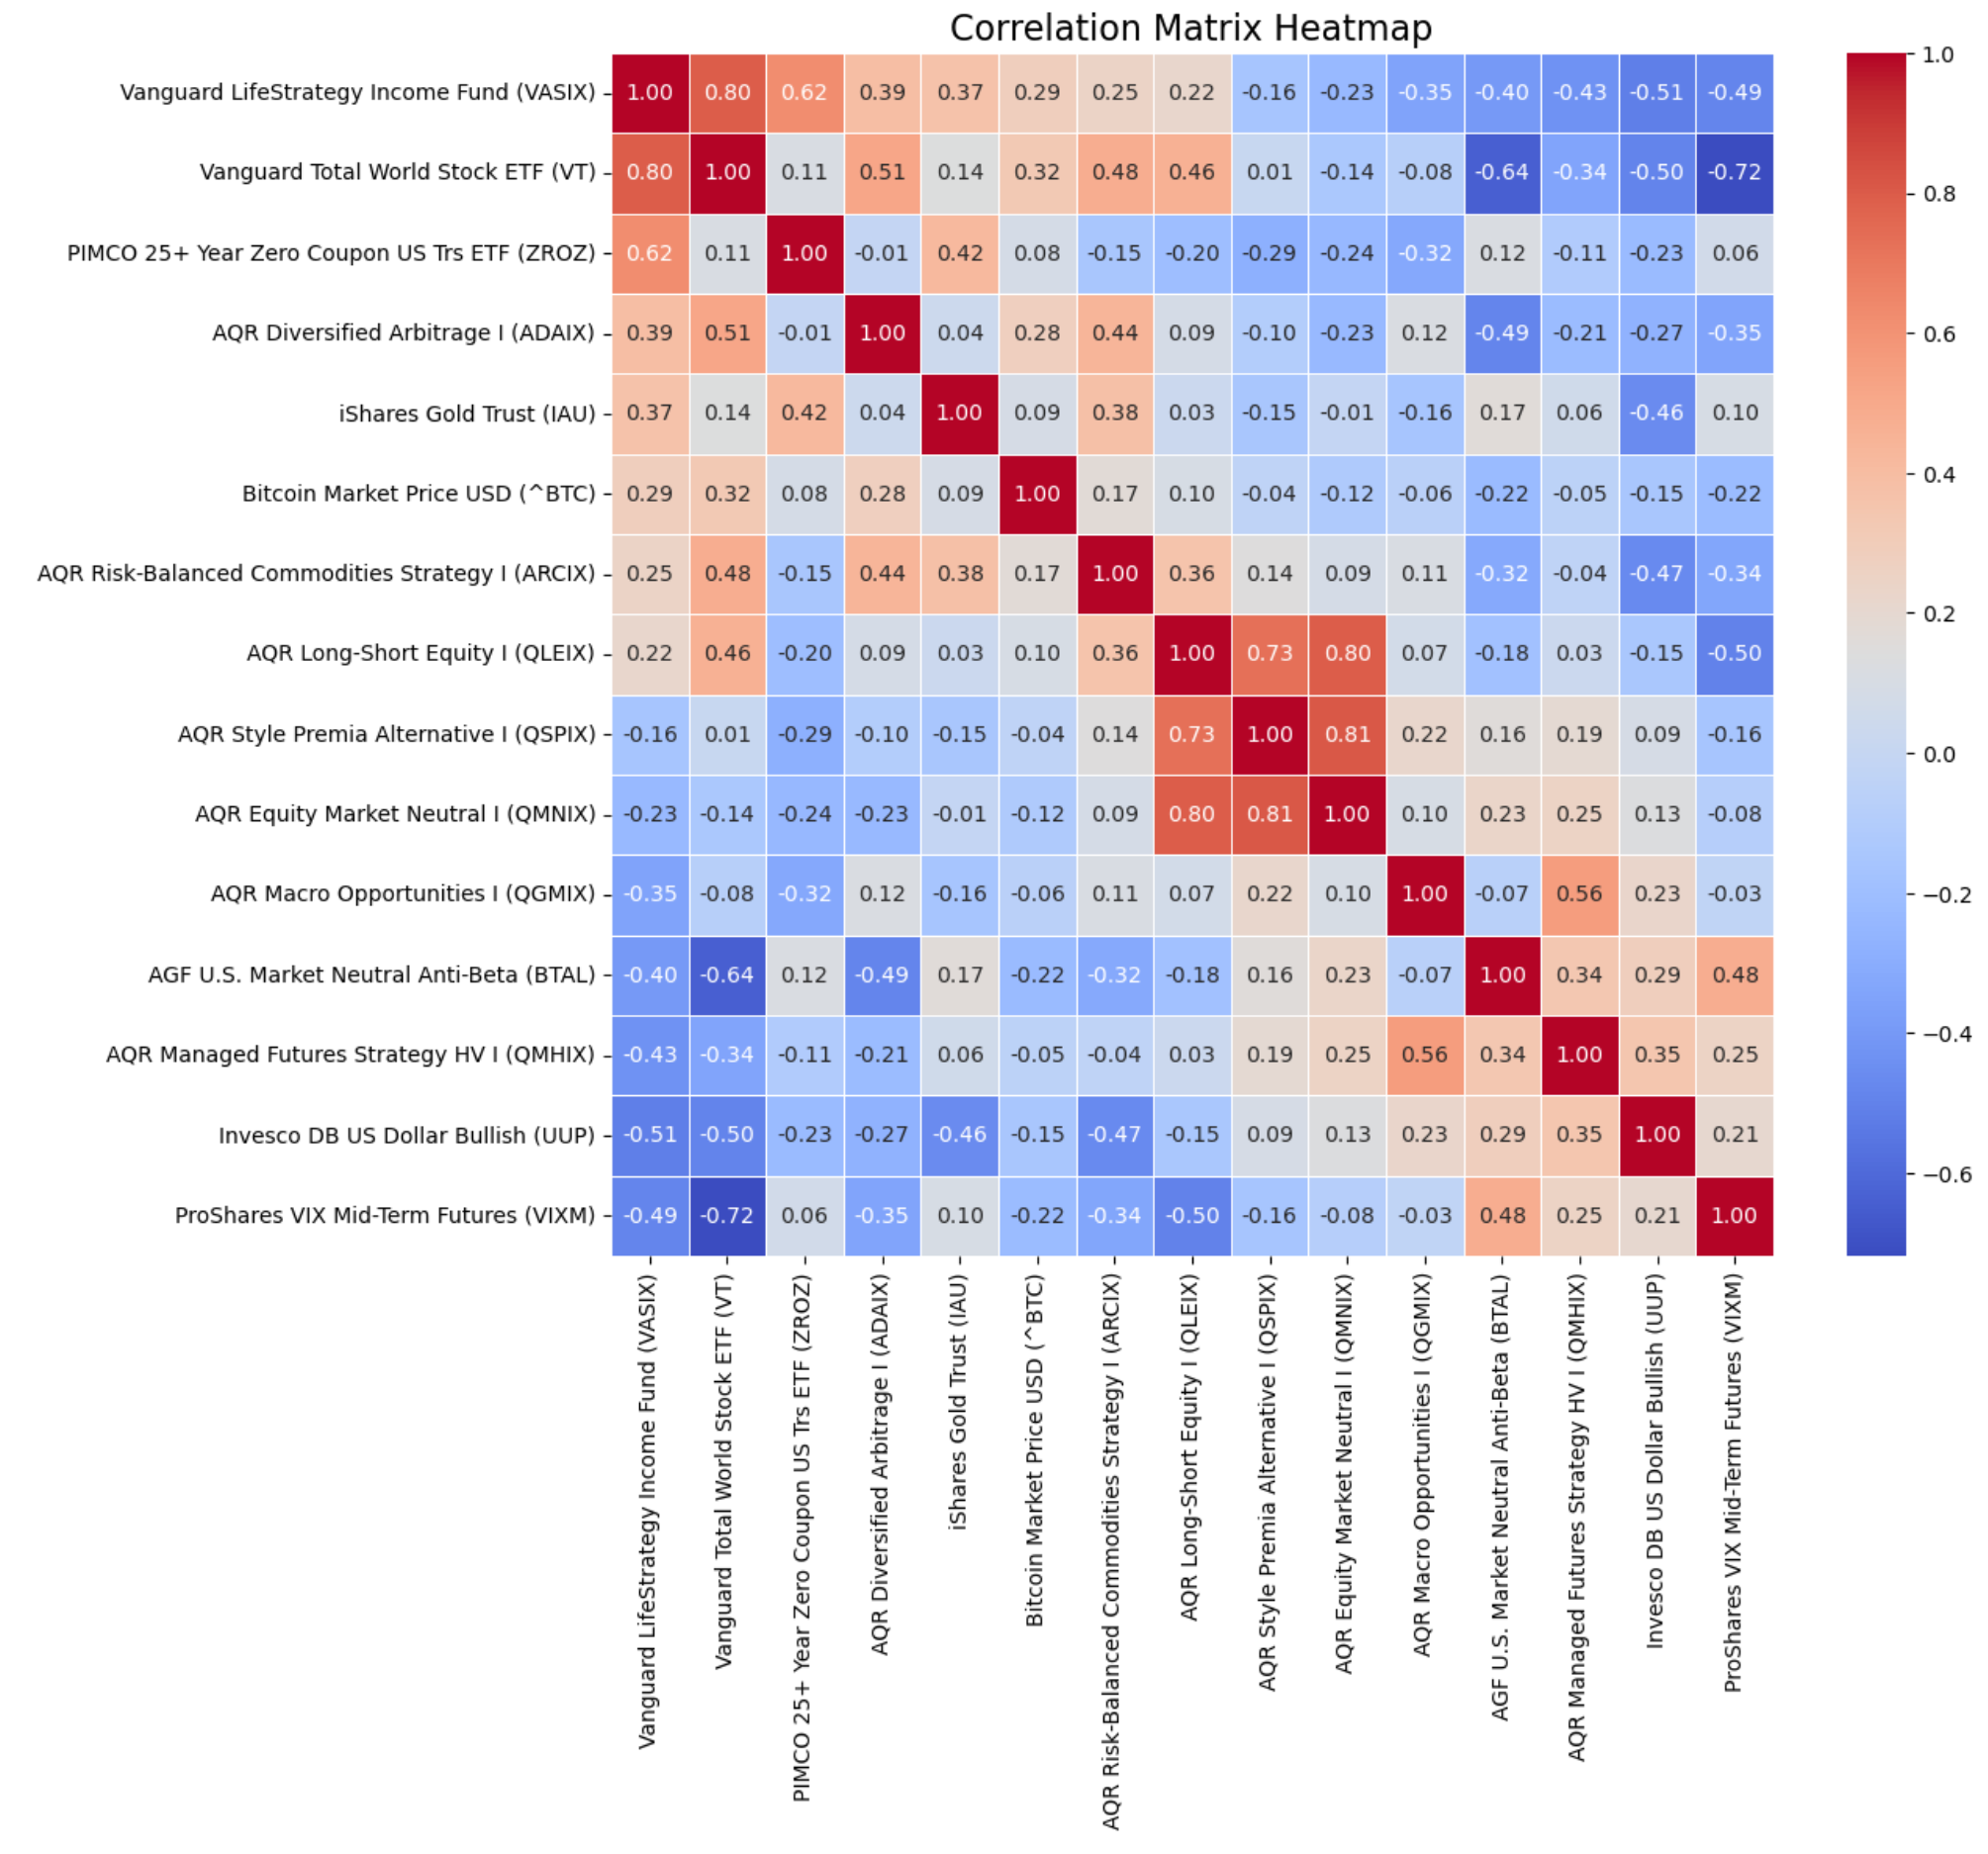 Correlation Matrix Heatmap
Vanguard LifeStrategy Income Fund (VASIX) 1.00 0.80 0.62 0.39 0.37 0.29 0.25 0.22 -0.16 -0.23 -0.35 -0.40 -0.43 -0.51 -0.49
Vanguard Total World Stock ETF (VT) 0.80 1.00 0.11 0.51 0.14 0.32 0.48 0.46 0.01 -0.14 -0.08 -0.64 -0.34 -0.50 -0.72
PIMCO 25+ Year Zero Coupon US Trs ETF (ZROZ) 0.62 0.11 1.00 -0.01 0.42 0.08 -0.15 -0.20 -0.29 -0.24 -0.32 0.12 -0.11 -0.23 0.06
AQR Diversified Arbitrage I (ADAIX) 0.39 0.51 -0.01 1.00 0.04 0.28 0.44 0.09 -0.10 -0.23 0.12 -0.49 -0.21 -0.27 -0.35
iShares Gold Trust (IAU) 0.37 0.14 0.42 0.04 1.00 0.09 0.38 0.03 -0.15 -0.01 -0.16 0.17 0.06 -0.46 0.10
Bitcoin Market Price USD (^BTC) 0.29 0.32 0.08 0.28 0.09 1.00 0.17 0.10 -0.04 -0.12 -0.06 -0.22 -0.05 -0.15 -0.22
AQR Risk-Balanced Commodities Strategy I (ARCIX) 0.25 0.48 -0.15 0.44 0.38 0.17 1.00 0.36 0.14 0.09 0.11 -0.32 -0.04 -0.47 -0.34
AQR Long-Short Equity I (QLEIX) 0.22 0.46 -0.20 0.09 0.03 0.10 0.36 1.00 0.73 0.80 0.07 -0.18 0.03 -0.15 -0.50
AQR Style Premia Alternative I (QSPIX) -0.16 0.01 -0.29 -0.10 -0.15 -0.04 0.14 0.73 1.00 0.81 0.22 0.16 0.19 0.09 -0.16
AQR Equity Market Neutral I (QMNIX) -0.23 -0.14 -0.24 -0.23 -0.01 -0.12 0.09 0.80 0.81 1.00 0.10 0.23 0.25 0.13 -0.08
AQR Macro Opportunities I (QGMIX) -0.35 -0.08 -0.32 0.12 -0.16 -0.06 0.11 0.07 0.22 0.10 1.00 -0.07 0.56 0.23 -0.03
AGF U.S. Market Neutral Anti-Beta (BTAL) -0.40 -0.64 0.12 -0.49 0.17 -0.22 -0.32 -0.18 0.16 0.23 -0.07 1.00 0.34 0.29 0.48
AQR Managed Futures Strategy HV I (QMHIX) -0.43 -0.34 -0.11 -0.21 0.06 -0.05 -0.04 0.03 0.19 0.25 0.56 0.34 1.00 0.35 0.25
Invesco DB US Dollar Bullish (UUP) -0.51 -0.50 -0.23 -0.27 -0.46 -0.15 -0.47 -0.15 0.09 0.13 0.23 0.29 0.35 1.00 0.21
ProShares VIX Mid-Term Futures (VIXM) -0.49 -0.72 0.06 -0.35 0.10 -0.22 -0.34 -0.50 -0.16 -0.08 -0.03 0.48 0.25 0.21 1.00
Vanguard LifeStrategy Income Fund (VASIX)
Vanguard Total World Stock ETF (VT)
PIMCO 25+ Year Zero Coupon US Trs ETF (ZROZ)
AQR Diversified Arbitrage I (ADAIX)
iShares Gold Trust (IAU)
Bitcoin Market Price USD (^BTC)
AQR Risk-Balanced Commodities Strategy I (ARCIX)
AQR Long-Short Equity I (QLEIX)
AQR Style Premia Alternative I (QSPIX)
AQR Equity Market Neutral I (QMNIX)
AQR Macro Opportunities I (QGMIX)
AGF U.S. Market Neutral Anti-Beta (BTAL)
AQR Managed Futures Strategy HV I (QMHIX)
Invesco DB US Dollar Bullish (UUP)
ProShares VIX Mid-Term Futures (VIXM)
1.0
0.8
0.6
0.4
0.2
0.0
−0.2
−0.4
−0.6